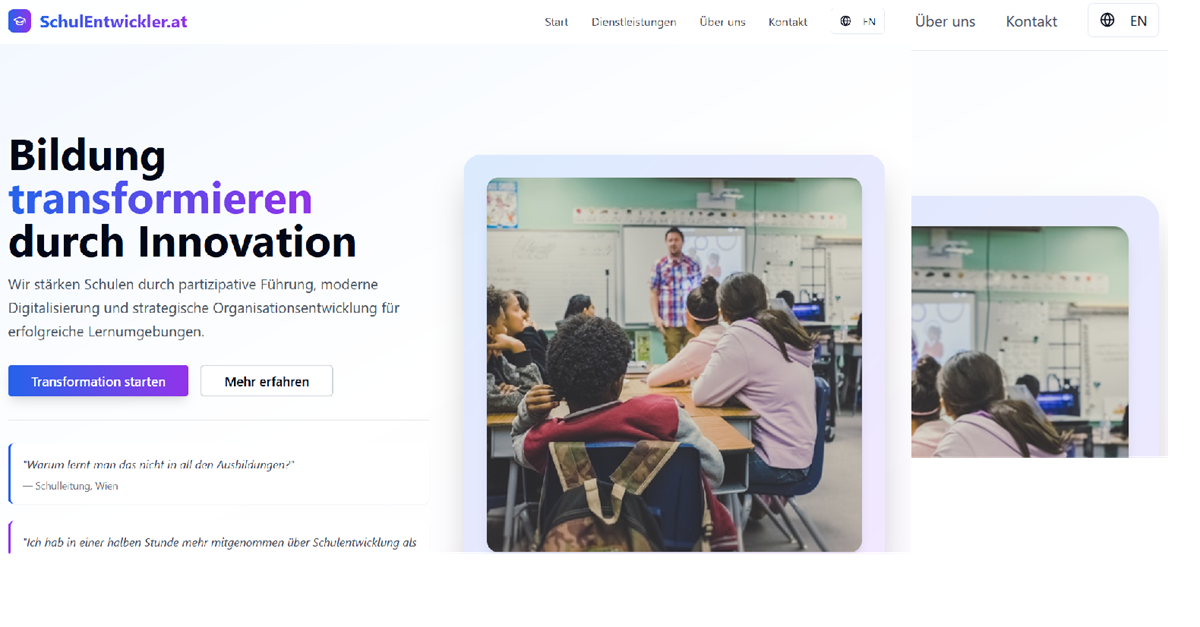 SchulEntwickler.at
Start Dienstleistungen Über uns Kontakt EN
Über uns Kontakt EN
Bildung
transformieren
durch Innovation
Wir stärken Schulen durch partizipative Führung, moderne
Digitalisierung und strategische Organisationsentwicklung für
erfolgreiche Lernumgebungen.
Transformation starten Mehr erfahren
"Warum lernt man das nicht in all den Ausbildungen?"
— Schulleitung, Wien
"Ich hab in einer halben Stunde mehr mitgenommen über Schulentwicklung als